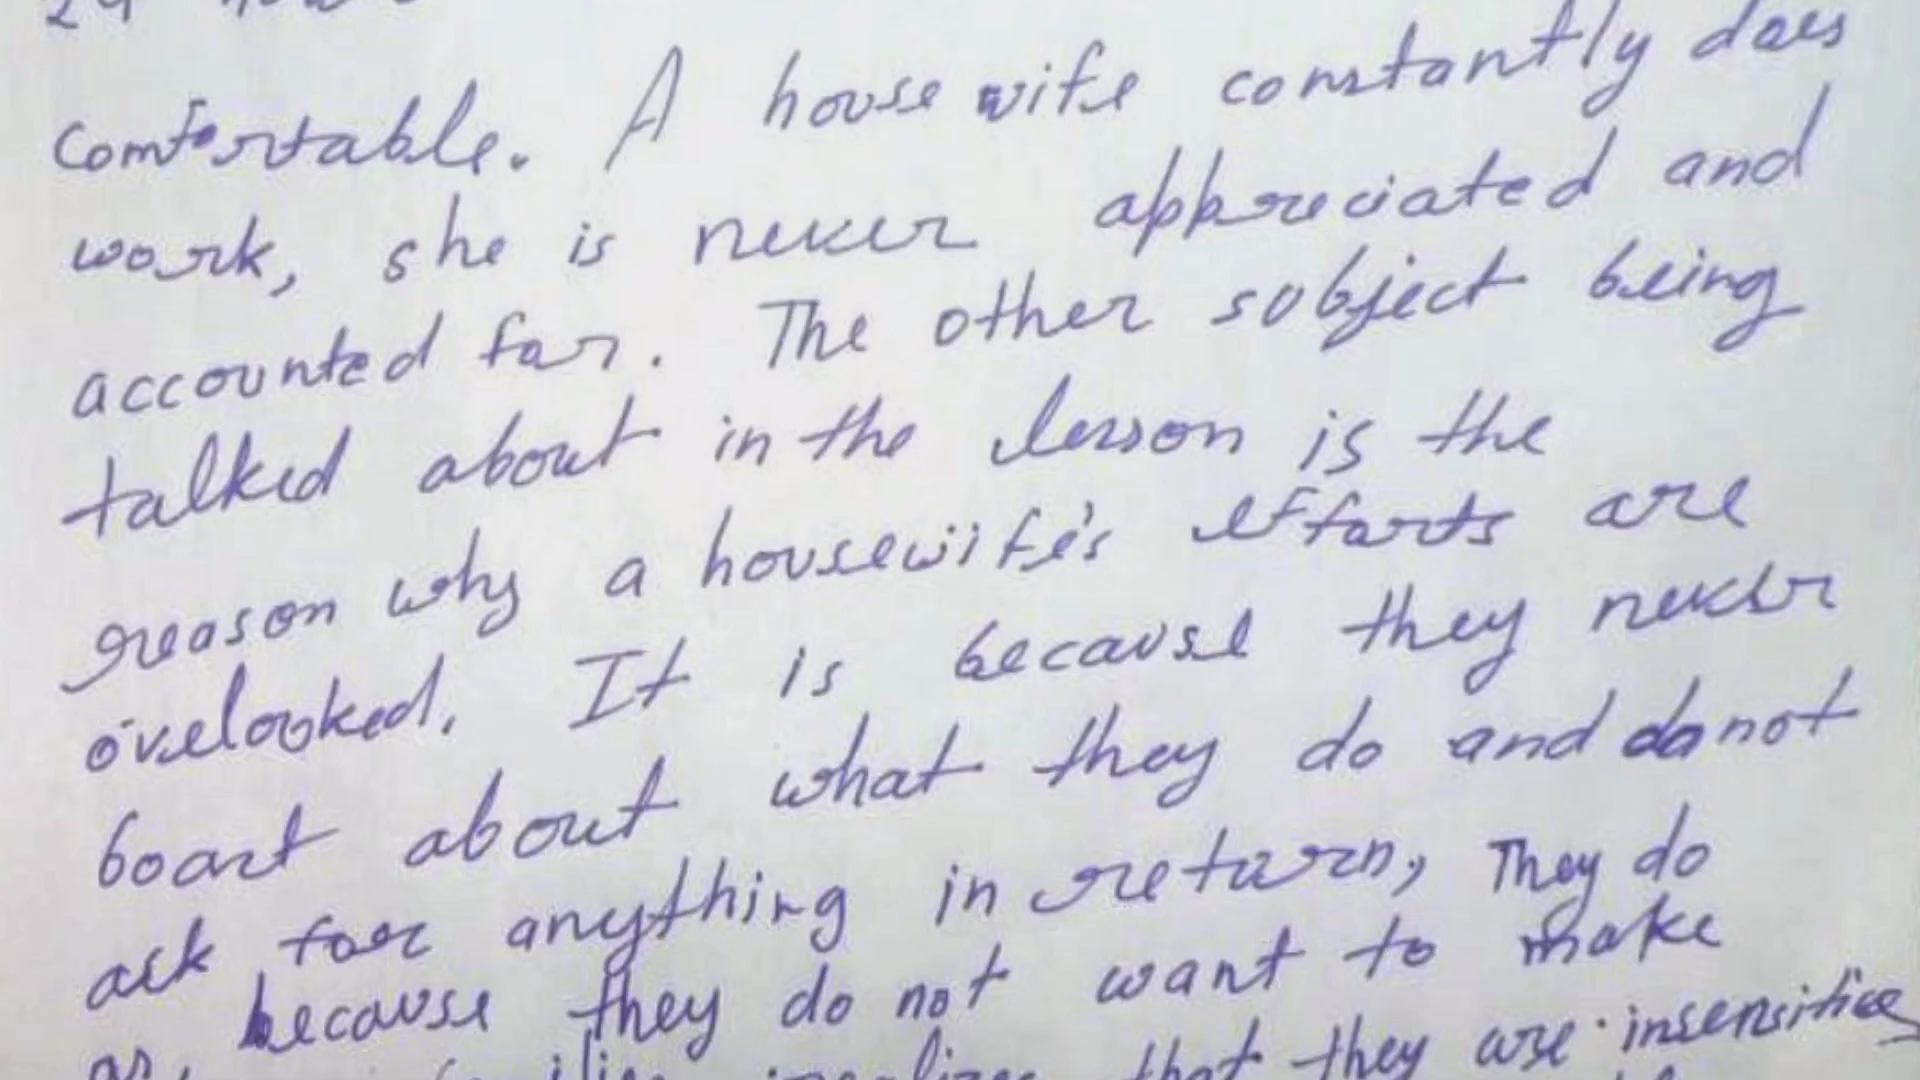 24
comfortable. A housewife constantly does
work, she is never appreciated and
accounted for. The other subject being
talked about in the lesson is the
reason why a housewife's efforts are
ovelooked. It is because they never
boast about what they do and do not
ask for anything in return, They do
because they do not want to make
that they are insensitive